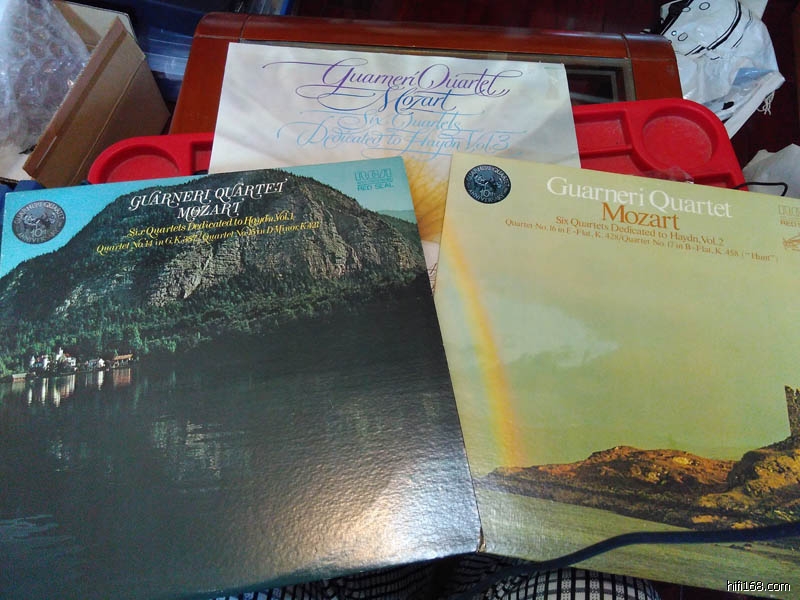 Guarneri Quartet
Mozart
Six Quartets
Dedicated to Haydn Vol. 3
GUARNERI QUARTET
MOZART
Six Quartets Dedicated to Haydn, Vol. 1
Quartet No. 14 in G, K. 387/Quartet No. 15 in D Minor, K. 421
RCA
RED SEAL
Guarneri Quartet
Mozart
Six Quartets Dedicated to Haydn, Vol. 2
Quartet No. 16 in E-Flat, K. 428/Quartet No. 17 in B-Flat, K. 458 ("Hunt")
hifi168.com